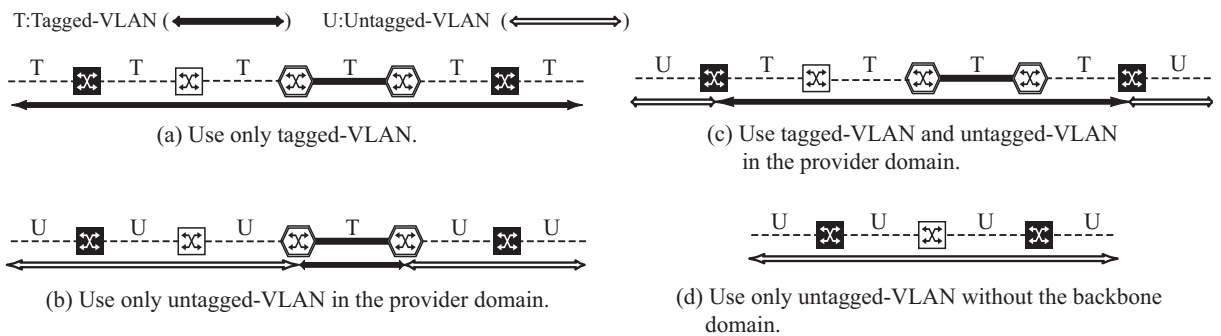 T:Tagged-VLAN ( )
U:Untagged-VLAN ( )
T T T T T T
(a) Use only tagged-VLAN.
U U U T U U
(b) Use only untagged-VLAN in the provider domain.
U T T T T U
(c) Use tagged-VLAN and untagged-VLAN
in the provider domain.
U U U U
(d) Use only untagged-VLAN without the backbone
domain.